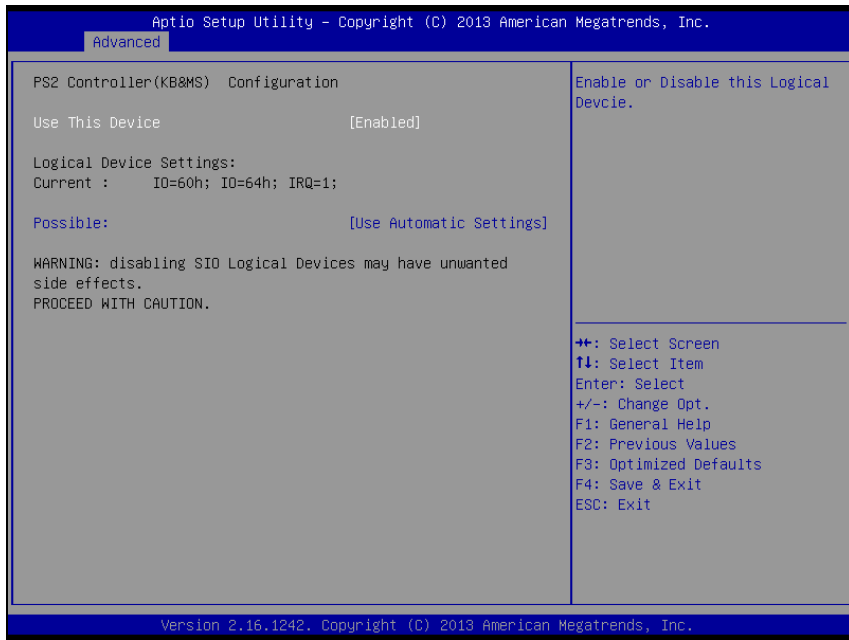 Aptio Setup Utility – Copyright (C) 2013 American Megatrends, Inc.
Advanced
PS2 Controller(KB&MS) Configuration
Use This Device [Enabled]
Logical Device Settings:
Current : IO=60h; IO=64h; IRQ=1;
Possible: [Use Automatic Settings]
WARNING: disabling SIO Logical Devices may have unwanted
side effects.
PROCEED WITH CAUTION.
Enable or Disable this Logical
Devcie.
→←: Select Screen
↑↓: Select Item
Enter: Select
+/-: Change Opt.
F1: General Help
F2: Previous Values
F3: Optimized Defaults
F4: Save & Exit
ESC: Exit
Version 2.16.1242. Copyright (C) 2013 American Megatrends, Inc.